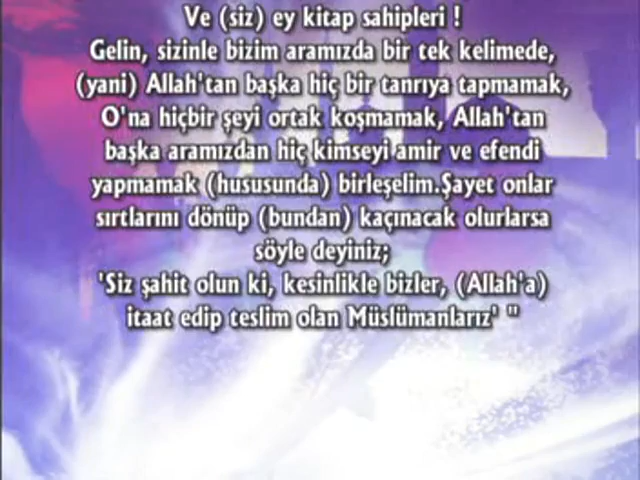 Ve (siz) ey kitap sahipleri !
Gelin, sizinle bizim aramızda bir tek kelimede,
(yani) Allah'tan başka hiç bir tanrıya tapmamak,
O'na hiçbir şeyi ortak koşmamak, Allah'tan
başka aramızdan hiç kimseyi amir ve efendi
yapmamak (hususunda) birleşelim.Şayet onlar
sırtlarını dönüp (bundan) kaçınacak olurlarsa
söyle deyiniz;
'Siz şahit olun ki, kesinlikle bizler, (Allah'a)
itaat edip teslim olan Müslümanlarız' "